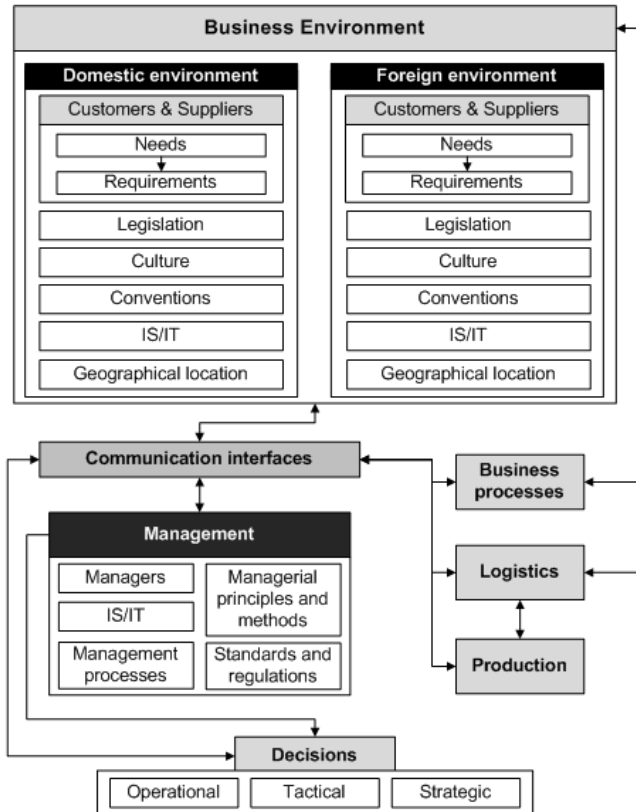 Business Environment
Domestic environment
Customers & Suppliers
Needs
Requirements
Legislation
Culture
Conventions
IS/IT
Geographical location
Foreign environment
Customers & Suppliers
Needs
Requirements
Legislation
Culture
Conventions
IS/IT
Geographical location
Communication interfaces
Business
processes
Management
Managers
IS/IT
Management
processes
Managerial
principles and
methods
Standards and
regulations
Logistics
Production
Decisions
Operational
Tactical
Strategic